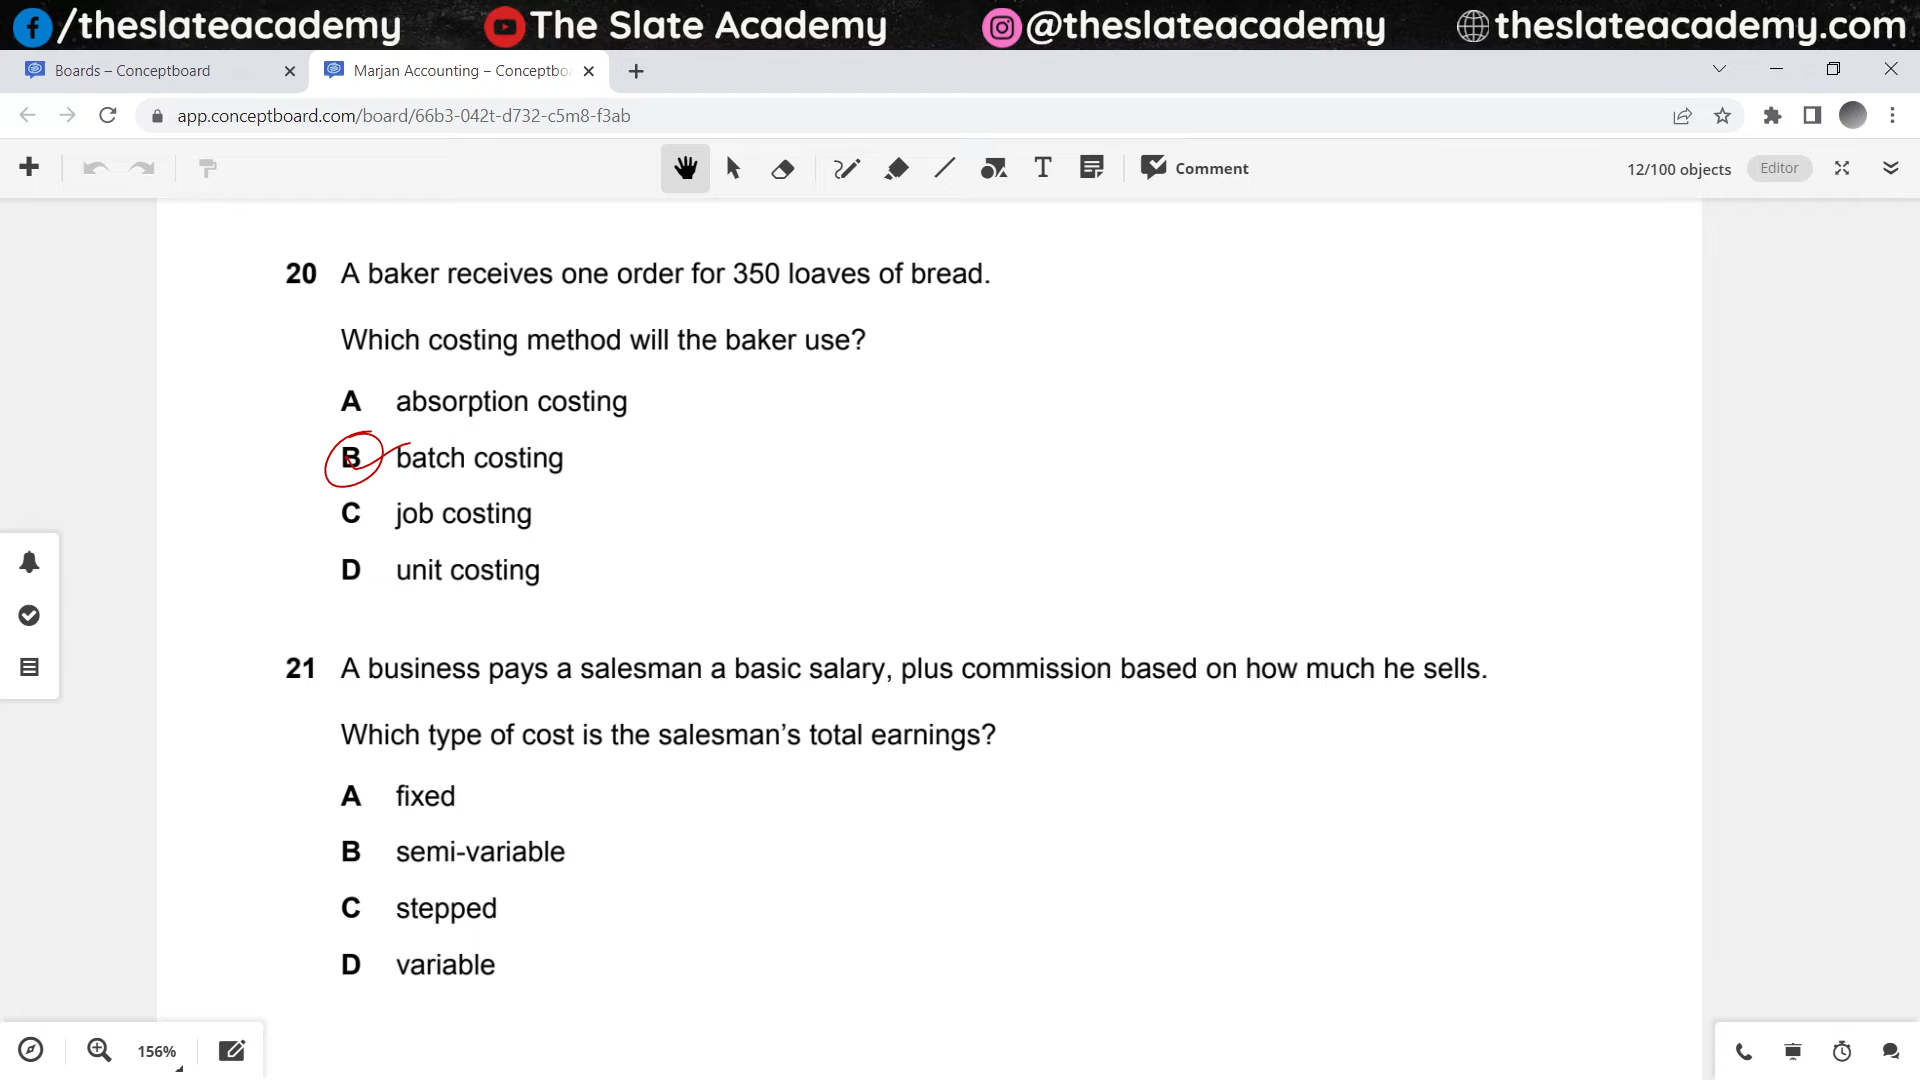 /theslateacademy The Slate Academy @theslateacademy theslateacademy.com
Boards – Conceptboard Marjan Accounting – Conceptbo
app.conceptboard.com/board/66b3-042t-d732-c5m8-f3ab
T Comment 12/100 objects Editor
20 A baker receives one order for 350 loaves of bread.
Which costing method will the baker use?
A absorption costing
B batch costing
C job costing
D unit costing
21 A business pays a salesman a basic salary, plus commission based on how much he sells.
Which type of cost is the salesman’s total earnings?
A fixed
B semi-variable
C stepped
D variable
156%